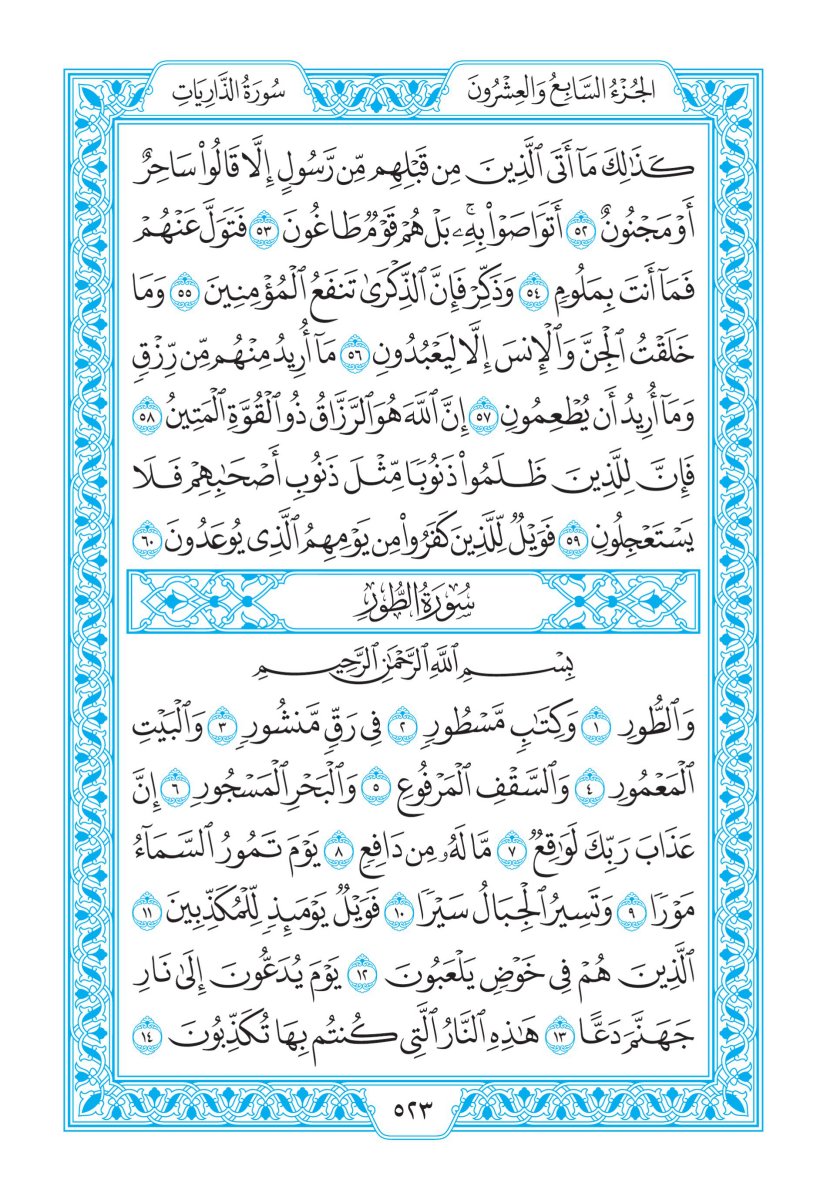 الجُزْءُ السَّابِعُ وَالعِشْرُونَ
سُورَةُ الذَّارِيَاتِ
كَذَٰلِكَ مَآ أَتَى ٱلَّذِينَ مِن قَبْلِهِم مِّن رَّسُولٍ إِلَّا قَالُوا۟ سَاحِرٌ
أَوْ مَجْنُونٌ ٥٢ أَتَوَاصَوْا۟ بِهِۦۚ بَلْ هُمْ قَوْمٌ طَاغُونَ ٥٣ فَتَوَلَّ عَنْهُمْ
فَمَآ أَنتَ بِمَلُومٍ ٥٤ وَذَكِّرْ فَإِنَّ ٱلذِّكْرَىٰ تَنفَعُ ٱلْمُؤْمِنِينَ ٥٥ وَمَا
خَلَقْتُ ٱلْجِنَّ وَٱلْإِنسَ إِلَّا لِيَعْبُدُونِ ٥٦ مَآ أُرِيدُ مِنْهُم مِّن رِّزْقٍ
وَمَآ أُرِيدُ أَن يُطْعِمُونِ ٥٧ إِنَّ ٱللَّهَ هُوَ ٱلرَّزَّاقُ ذُو ٱلْقُوَّةِ ٱلْمَتِينُ ٥٨
فَإِنَّ لِلَّذِينَ ظَلَمُوا۟ ذَنُوبًا مِّثْلَ ذَنُوبِ أَصْحَٰبِهِمْ فَلَا
يَسْتَعْجِلُونِ ٥٩ فَوَيْلٌ لِّلَّذِينَ كَفَرُوا۟ مِن يَوْمِهِمُ ٱلَّذِى يُوعَدُونَ ٦٠
سُورَةُ الطُّورِ
بِسْمِ ٱللَّهِ ٱلرَّحْمَٰنِ ٱلرَّحِيمِ
وَٱلطُّورِ ١ وَكِتَٰبٍ مَّسْطُورٍ ٢ فِى رَقٍّ مَّنشُورٍ ٣ وَٱلْبَيْتِ
ٱلْمَعْمُورِ ٤ وَٱلسَّقْفِ ٱلْمَرْفُوعِ ٥ وَٱلْبَحْرِ ٱلْمَسْجُورِ ٦ إِنَّ
عَذَابَ رَبِّكَ لَوَٰقِعٌ ٧ مَّا لَهُۥ مِن دَافِعٍ ٨ يَوْمَ تَمُورُ ٱلسَّمَآءُ
مَوْرًا ٩ وَتَسِيرُ ٱلْجِبَالُ سَيْرًا ١٠ فَوَيْلٌ يَوْمَئِذٍ لِّلْمُكَذِّبِينَ ١١
ٱلَّذِينَ هُمْ فِى خَوْضٍ يَلْعَبُونَ ١٢ يَوْمَ يُدَعُّونَ إِلَىٰ نَارِ
جَهَنَّمَ دَعًّا ١٣ هَٰذِهِ ٱلنَّارُ ٱلَّتِى كُنتُم بِهَا تُكَذِّبُونَ ١٤
٥٢٣